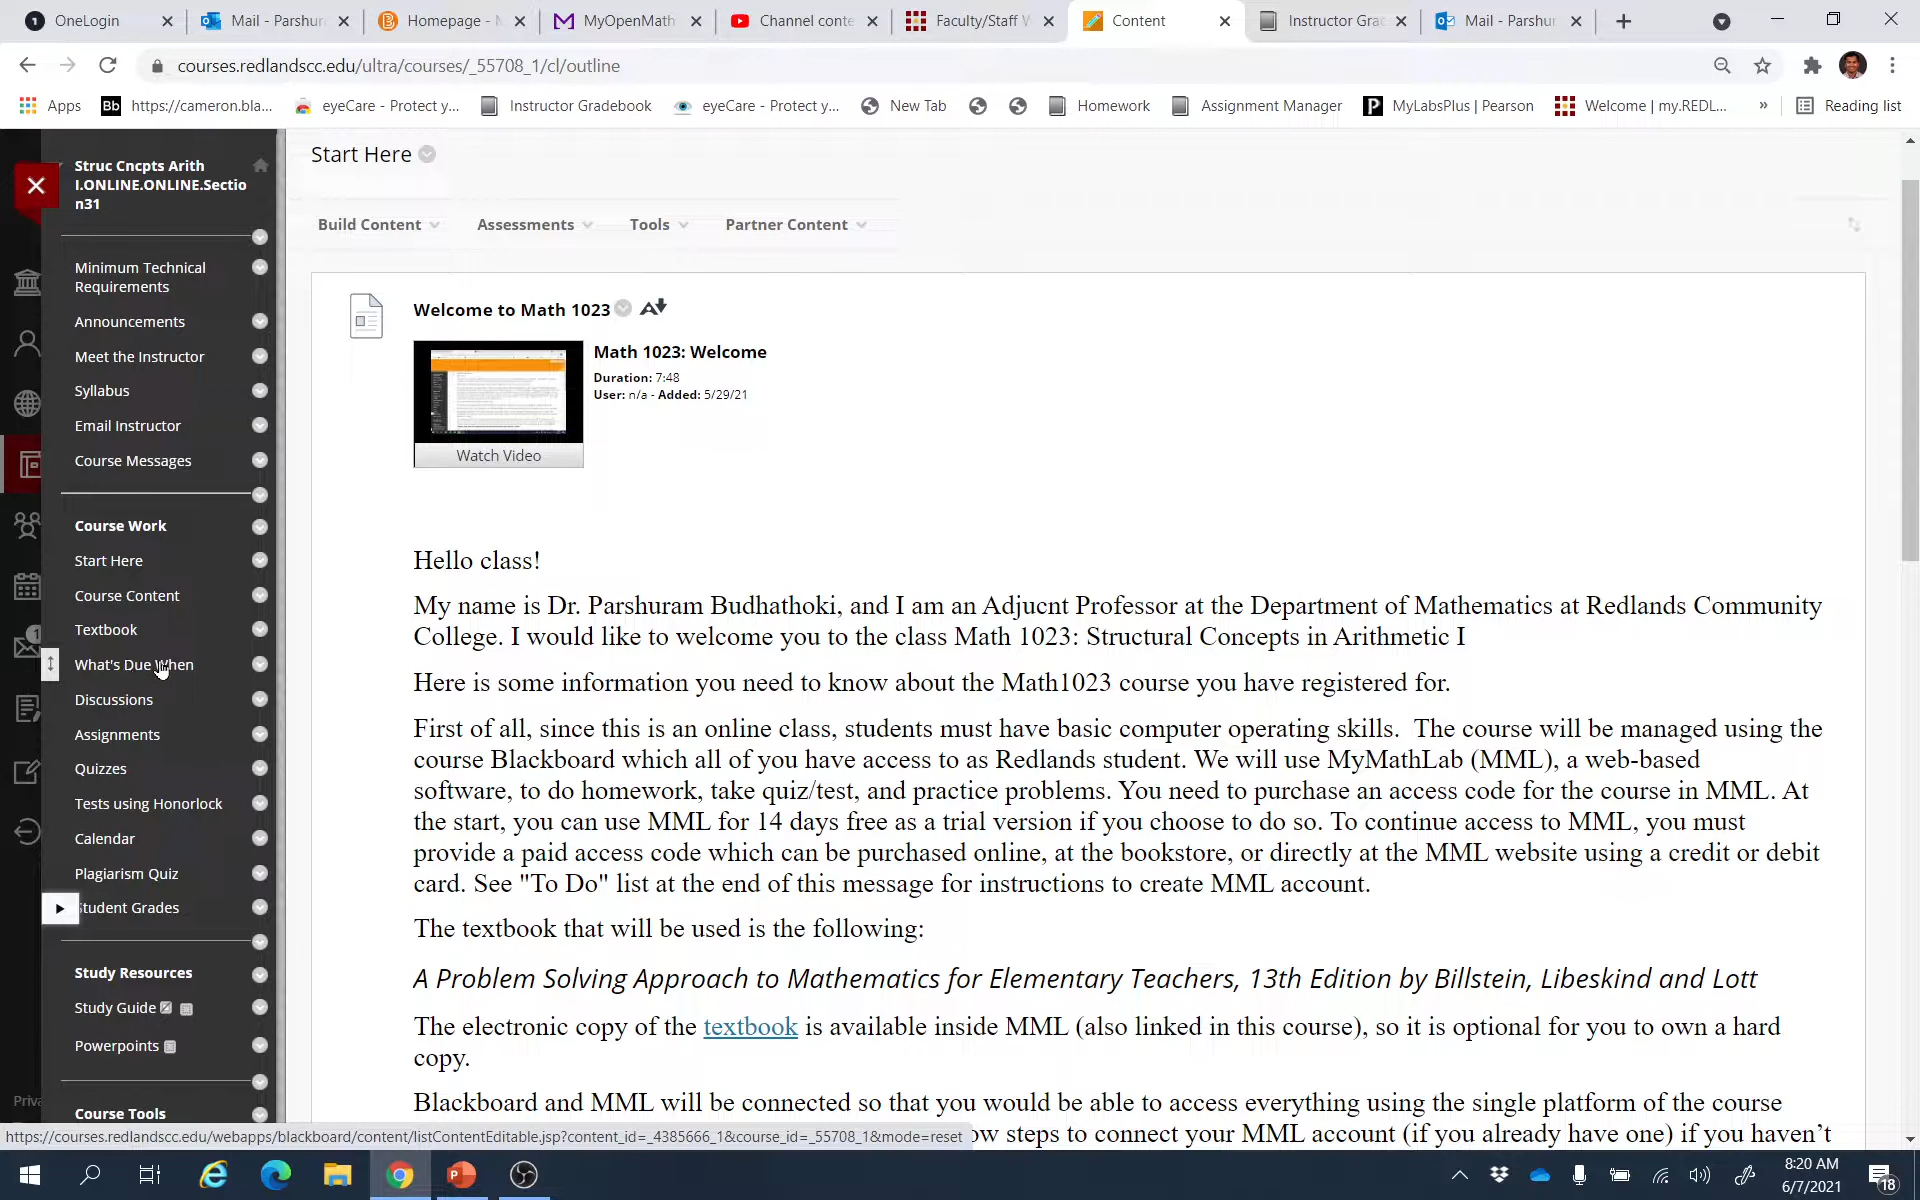 OneLogin
Mail - Parshur
Homepage - N
MyOpenMath
Channel conte
Faculty/Staff W
Content
Instructor Grac
Mail - Parshur
courses.redlandscc.edu/ultra/courses/_55708_1/cl/outline
Apps
Bb https://cameron.bla...
eyeCare - Protect y...
Instructor Gradebook
eyeCare - Protect y...
New Tab
Homework
Assignment Manager
MyLabsPlus | Pearson
Welcome | my.REDL...
»
Reading list
Struc Cncpts Arith
I.ONLINE.ONLINE.Sectio
n31
Minimum Technical
Requirements
Announcements
Meet the Instructor
Syllabus
Email Instructor
Course Messages
Course Work
Start Here
Course Content
Textbook
What's Due When
Discussions
Assignments
Quizzes
Tests using Honorlock
Calendar
Plagiarism Quiz
Student Grades
Study Resources
Study Guide
Powerpoints
Course Tools
1
Start Here
Build Content
Assessments
Tools
Partner Content
Welcome to Math 1023
Math 1023: Welcome
Duration: 7:48
User: n/a - Added: 5/29/21
Watch Video
Hello class!
My name is Dr. Parshuram Budhathoki, and I am an Adjucnt Professor at the Department of Mathematics at Redlands Community
College. I would like to welcome you to the class Math 1023: Structural Concepts in Arithmetic I
Here is some information you need to know about the Math1023 course you have registered for.
First of all, since this is an online class, students must have basic computer operating skills.  The course will be managed using the
course Blackboard which all of you have access to as Redlands student. We will use MyMathLab (MML), a web-based
software, to do homework, take quiz/test, and practice problems. You need to purchase an access code for the course in MML. At
the start, you can use MML for 14 days free as a trial version if you choose to do so. To continue access to MML, you must
provide a paid access code which can be purchased online, at the bookstore, or directly at the MML website using a credit or debit
card. See "To Do" list at the end of this message for instructions to create MML account.
The textbook that will be used is the following:
A Problem Solving Approach to Mathematics for Elementary Teachers, 13th Edition by Billstein, Libeskind and Lott
The electronic copy of the textbook is available inside MML (also linked in this course), so it is optional for you to own a hard
copy.
Blackboard and MML will be connected so that you would be able to access everything using the single platform of the course
ow steps to connect your MML account (if you already have one) if you haven't
Priva
https://courses.redlandscc.edu/webapps/blackboard/content/listContentEditable.jsp?content_id=_4385666_1&course_id=_55708_1&mode=reset
8:20 AM
6/7/2021
18